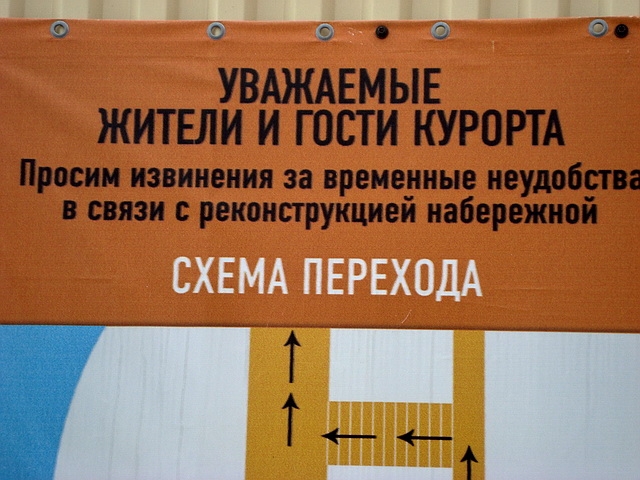 УВАЖАЕМЫЕ
ЖИТЕЛИ И ГОСТИ КУРОРТА
Просим извинения за временные неудобства
в связи с реконструкцией набережной
СХЕМА ПЕРЕХОДА